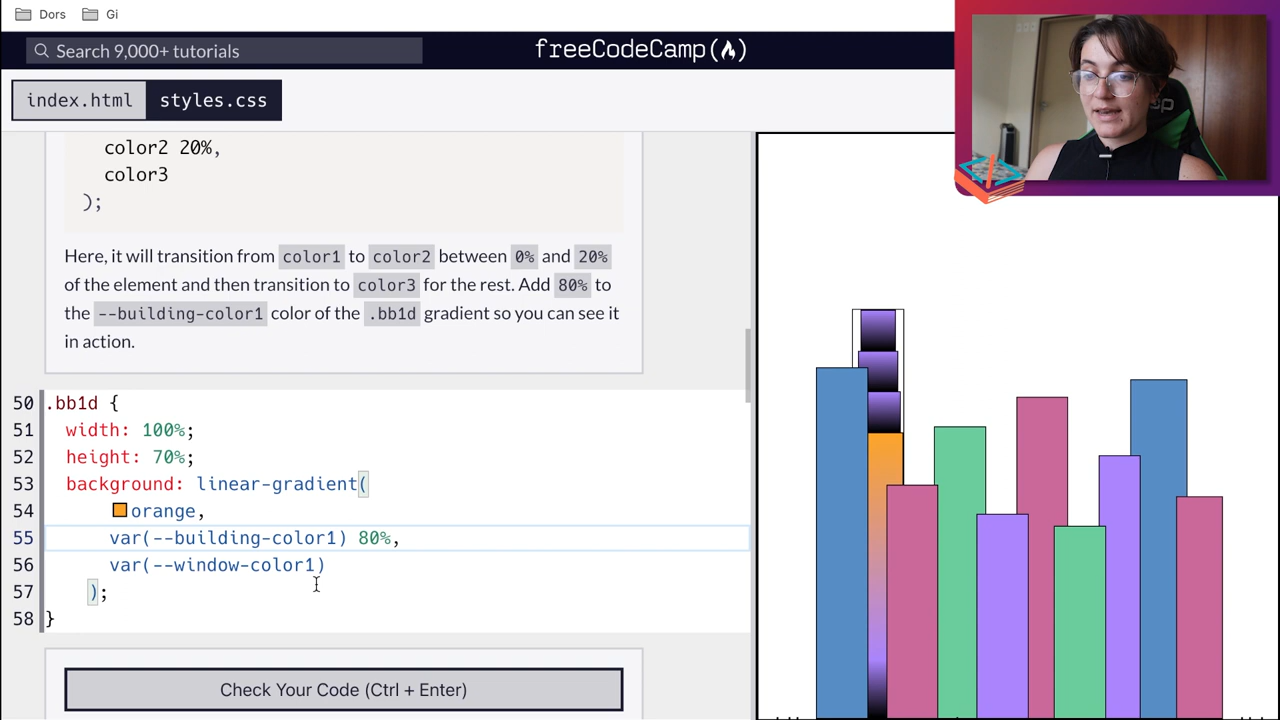 Dors Gi
Search 9,000+ tutorials
freeCodeCamp
index.html styles.css
color2 20%,
color3
);
Here, it will transition from color1 to color2 between 0% and 20%
of the element and then transition to color3 for the rest. Add 80% to
the --building-color1 color of the .bb1d gradient so you can see it
in action.
50 .bb1d {
51 width: 100%;
52 height: 70%;
53 background: linear-gradient(
54 orange,
55 var(--building-color1) 80%,
56 var(--window-color1)
57 );
58 }
Check Your Code (Ctrl + Enter)